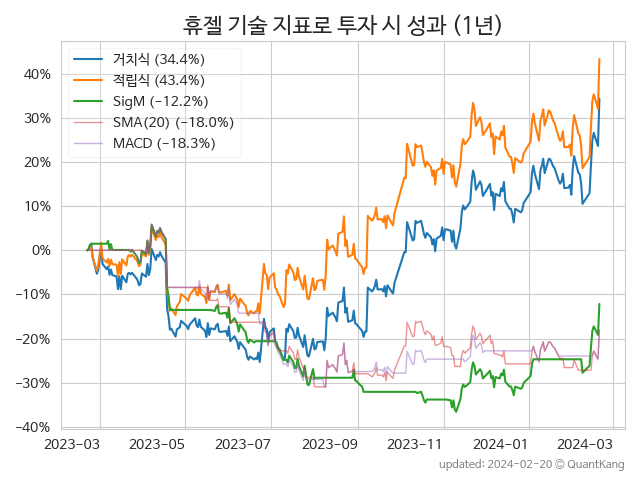 휴젤 기술 지표로 투자 시 성과 (1년)
거치식 (34.4%)
적립식 (43.4%)
SigM (−12.2%)
SMA(20) (−18.0%)
MACD (−18.3%)
40%
30%
20%
10%
0%
−10%
−20%
−30%
−40%
2023-03 2023-05 2023-07 2023-09 2023-11 2024-01 2024-03
updated: 2024-02-20 © QuantKang